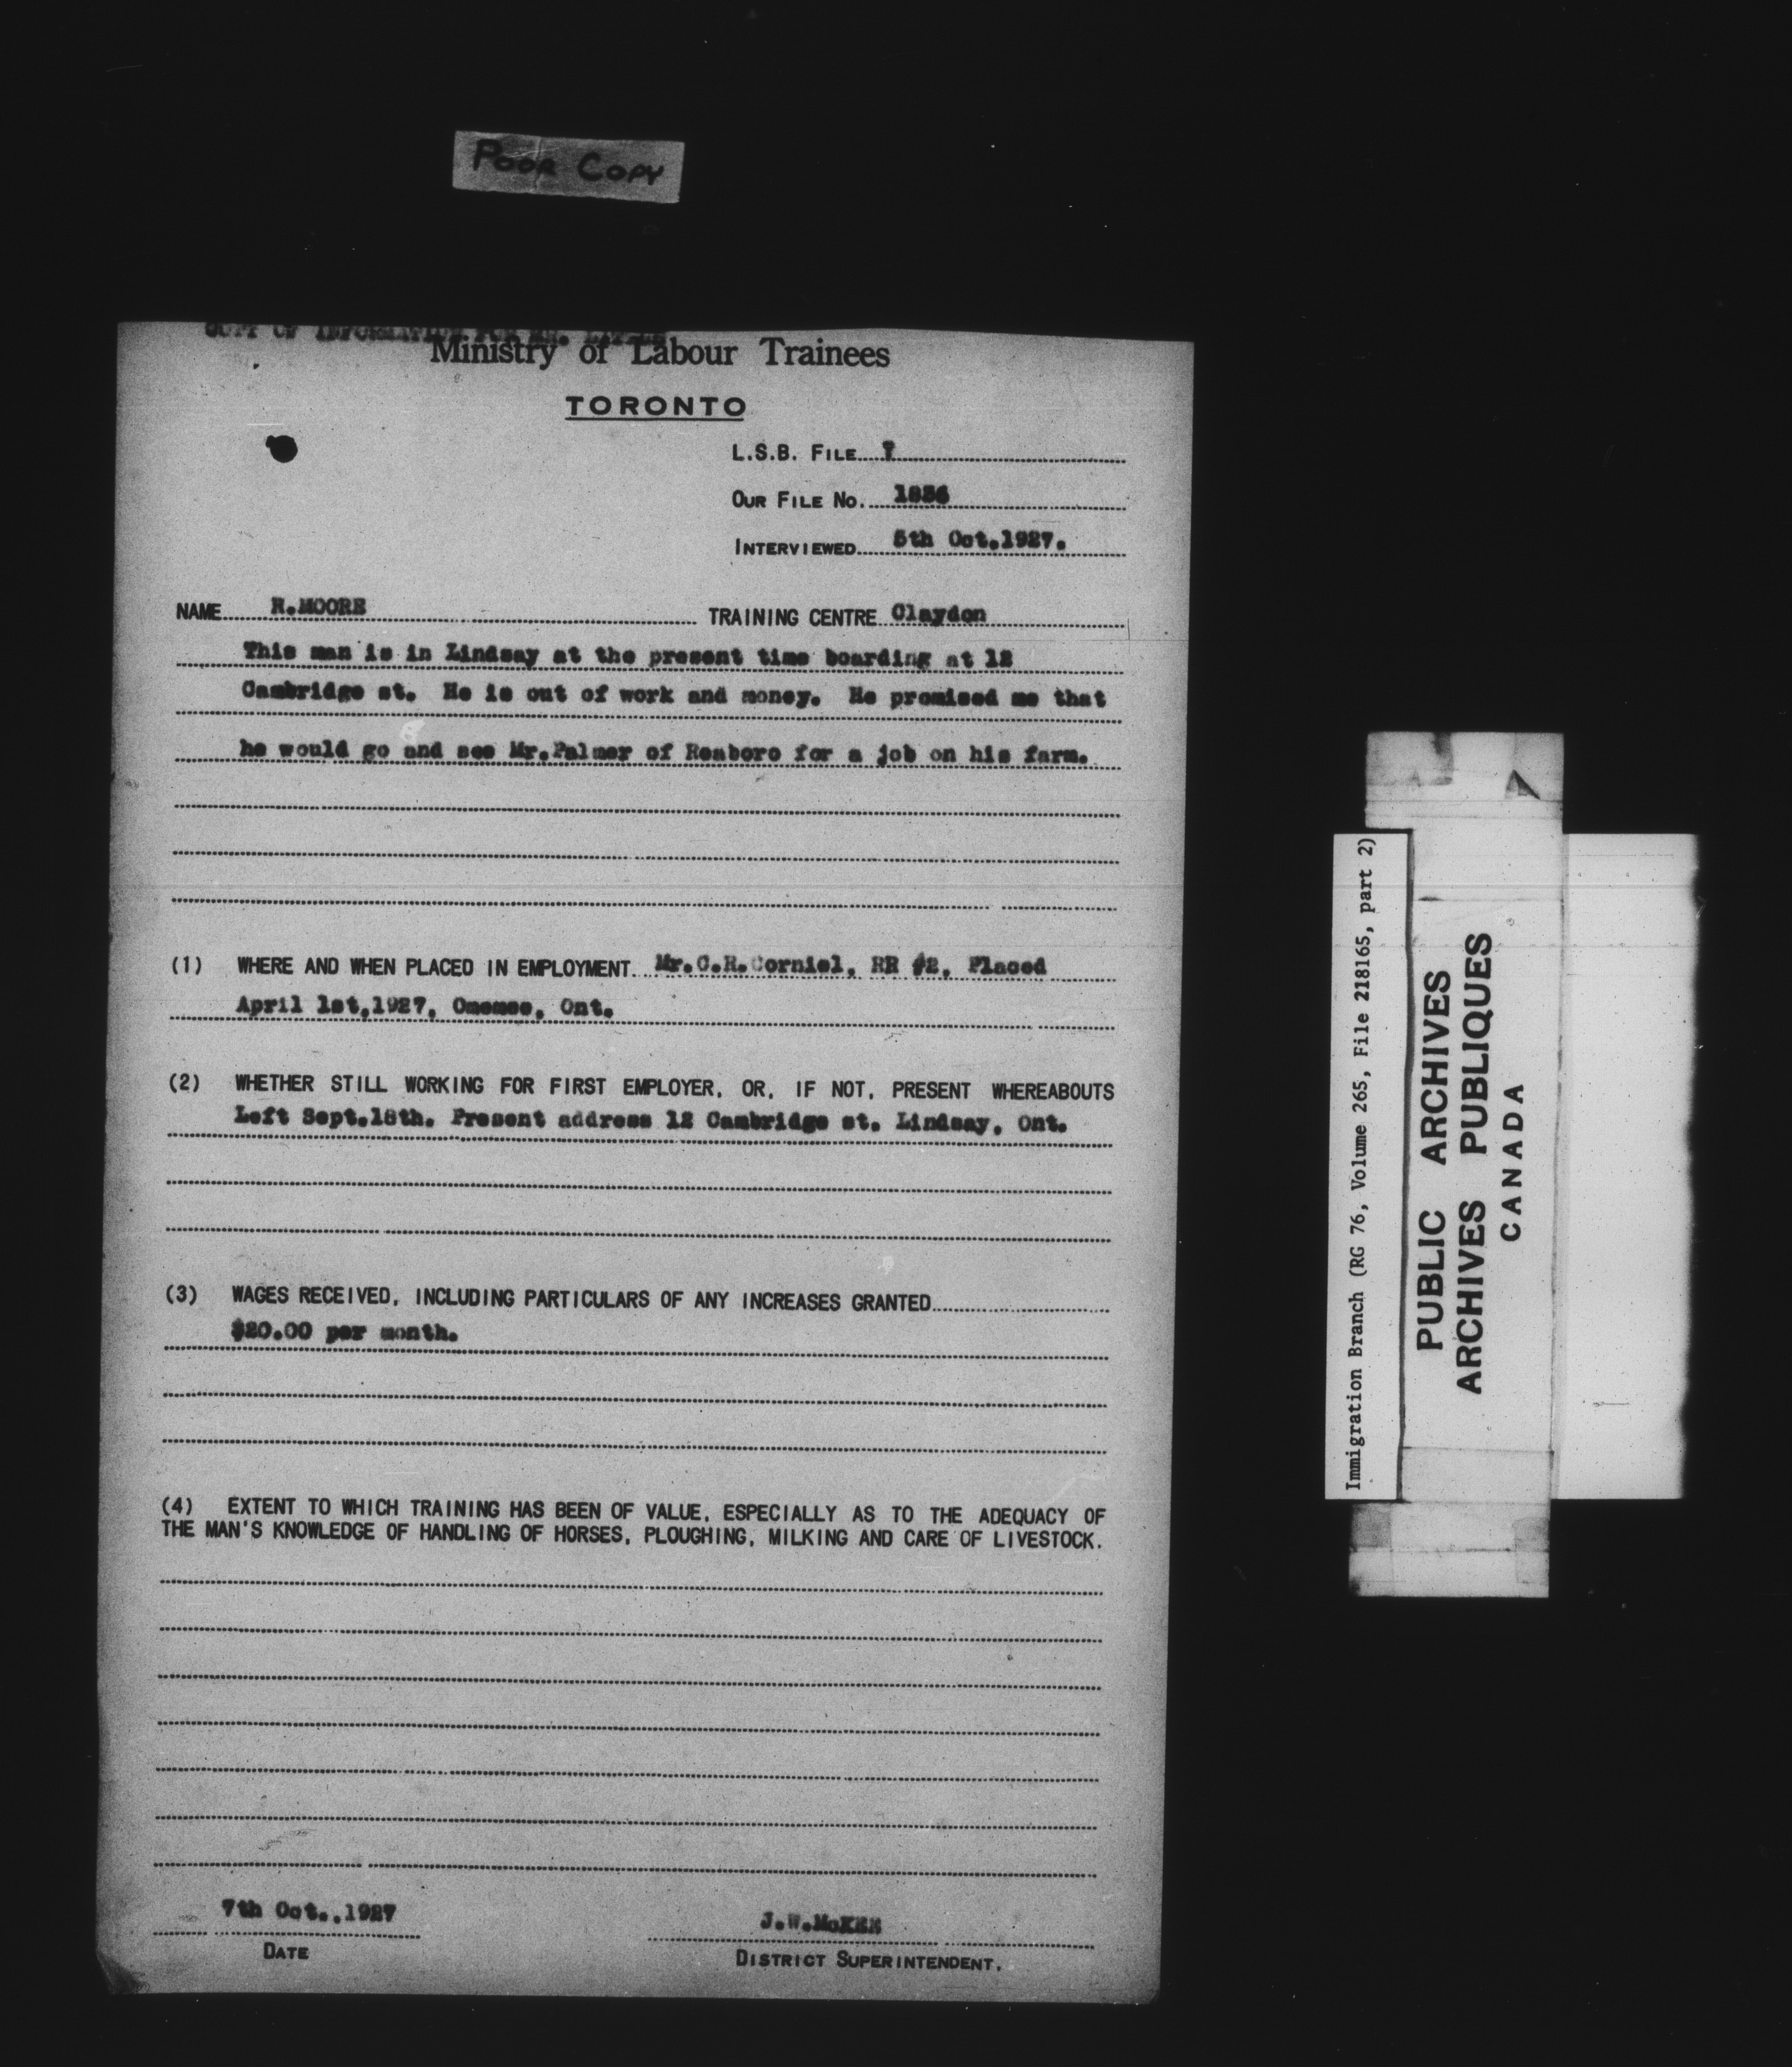 POOR COPY
COPY OF INFORMATION FOR MR.
Ministry of Labour Trainees
TORONTO
L.S.B. FILE
OUR FILE NO. 1836
INTERVIEWED 5th Oct.1927.
NAME R.MOORE TRAINING CENTRE Claydon
This man is in Lindsay at the present time boarding at 12
Cambridge st. He is out of work and money. He promised me that
he would go and see Mr.Palmer of Reaboro for a job on his farm.
(1) WHERE AND WHEN PLACED IN EMPLOYMENT Mr.C.R.Corniel, RR #2, Placed
April 1st,1927, Omemee, Ont.
(2) WHETHER STILL WORKING FOR FIRST EMPLOYER, OR, IF NOT, PRESENT WHEREABOUTS
Left Sept.18th. Present address 12 Cambridge st. Lindsay, Ont.
(3) WAGES RECEIVED, INCLUDING PARTICULARS OF ANY INCREASES GRANTED
$20.00 per month.
(4) EXTENT TO WHICH TRAINING HAS BEEN OF VALUE, ESPECIALLY AS TO THE ADEQUACY OF
THE MAN'S KNOWLEDGE OF HANDLING OF HORSES, PLOUGHING, MILKING AND CARE OF LIVESTOCK.
7th Oct.,1927 J.W.McKEE
DATE DISTRICT SUPERINTENDENT.
Immigration Branch (RG 76, Volume 265, File 218165, part 2)
PUBLIC ARCHIVES
ARCHIVES PUBLIQUES
CANADA